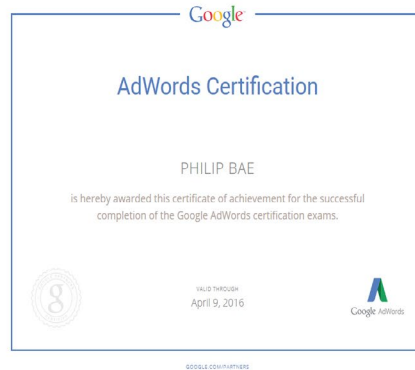 Google
AdWords Certification
PHILIP BAE
is hereby awarded this certificate of achievement for the successful
completion of the Google AdWords certification exams.
g
VALID THROUGH
April 9, 2016
Google AdWords
GOOGLE.COM/PARTNERS